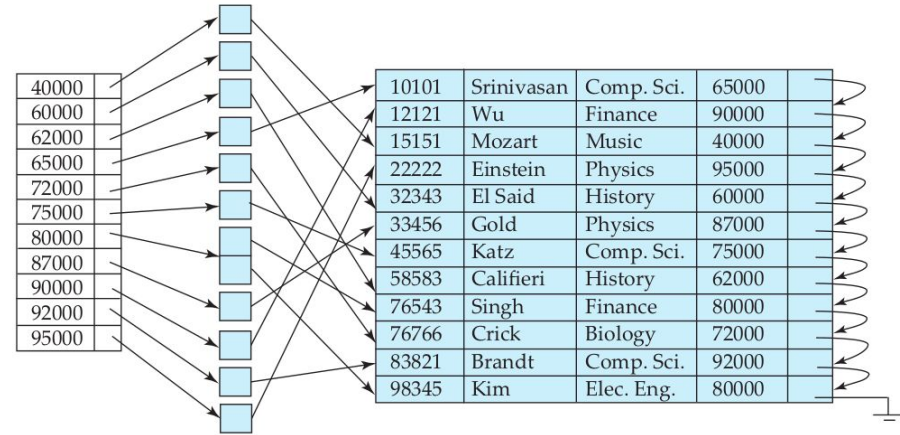 40000
60000
62000
65000
72000
75000
80000
87000
90000
92000
95000
10101 Srinivasan Comp. Sci. 65000
12121 Wu Finance 90000
15151 Mozart Music 40000
22222 Einstein Physics 95000
32343 El Said History 60000
33456 Gold Physics 87000
45565 Katz Comp. Sci. 75000
58583 Califieri History 62000
76543 Singh Finance 80000
76766 Crick Biology 72000
83821 Brandt Comp. Sci. 92000
98345 Kim Elec. Eng. 80000